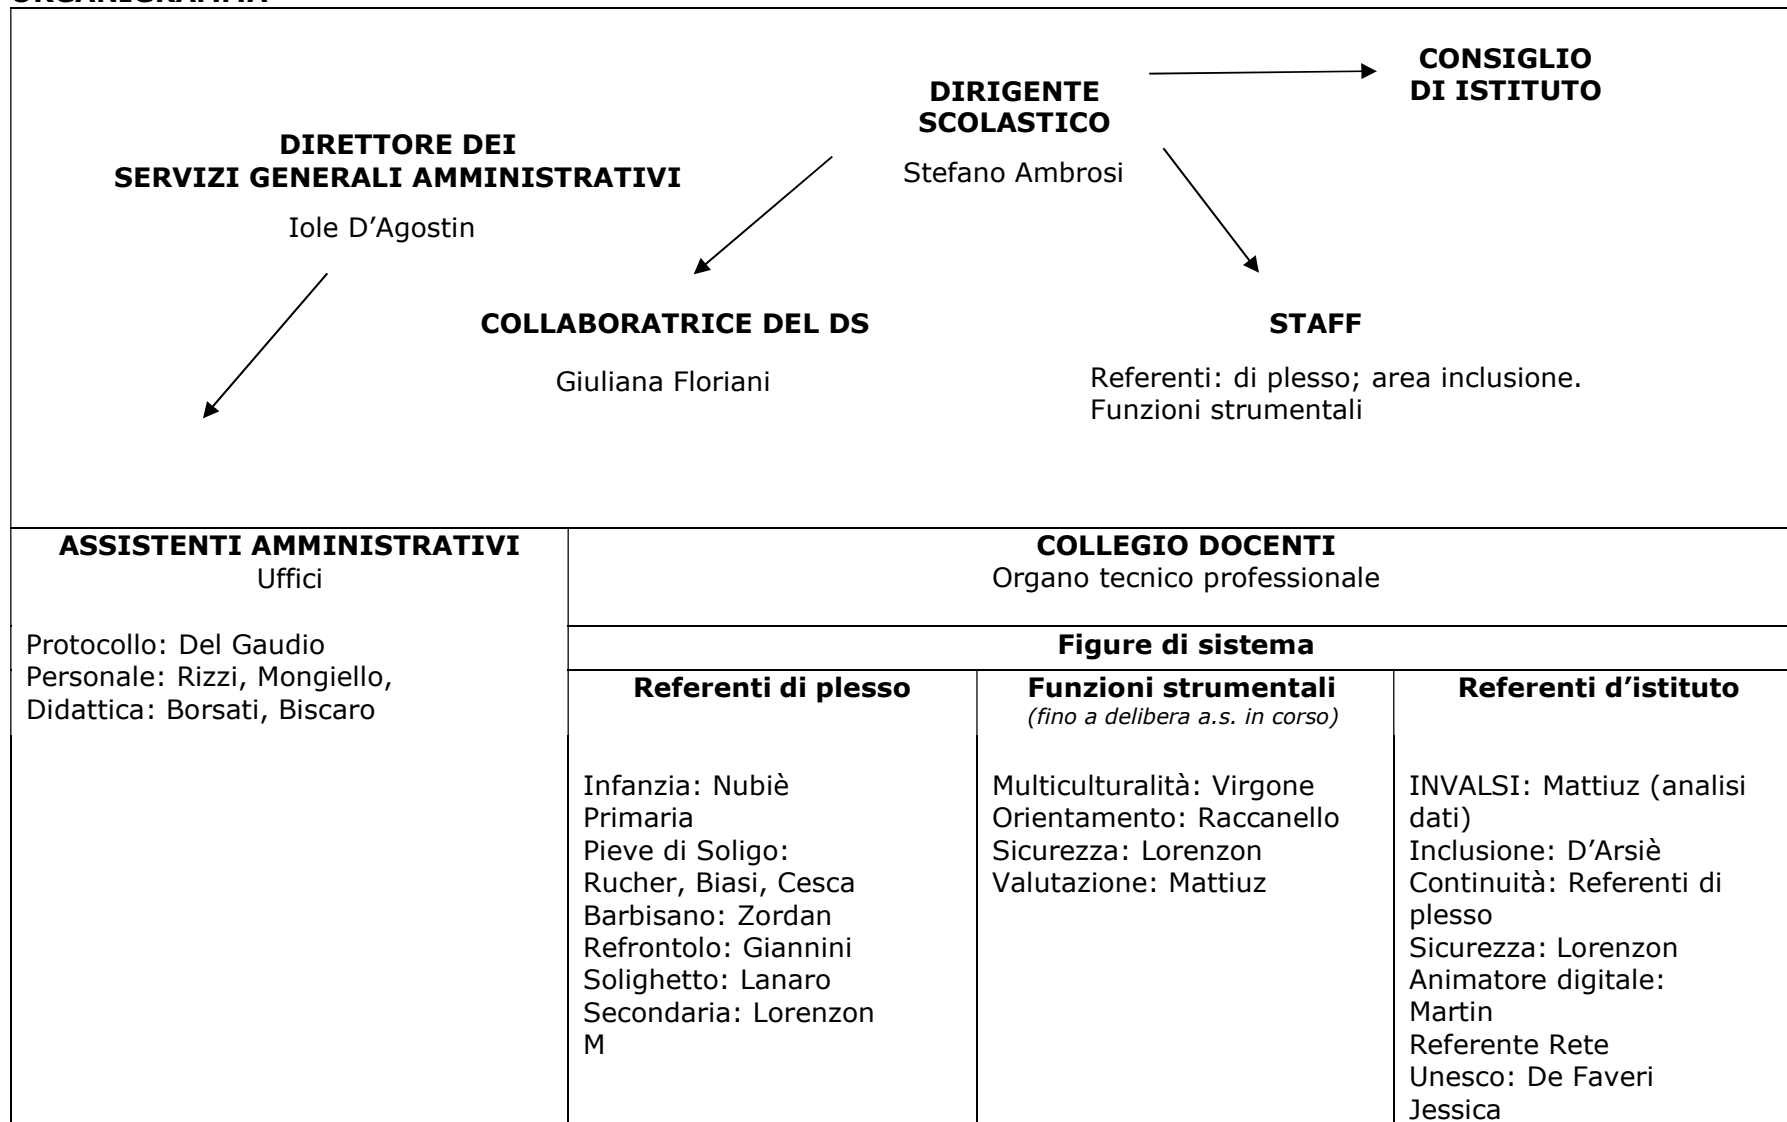 ORGANIGRAMMA
CONSIGLIO
DI ISTITUTO
DIRIGENTE
SCOLASTICO
Stefano Ambrosi
DIRETTORE DEI
SERVIZI GENERALI AMMINISTRATIVI
Iole D’Agostin
COLLABORATRICE DEL DS
Giuliana Floriani
STAFF
Referenti: di plesso; area inclusione.
Funzioni strumentali
ASSISTENTI AMMINISTRATIVI
Uffici
Protocollo: Del Gaudio
Personale: Rizzi, Mongiello,
Didattica: Borsati, Biscaro
COLLEGIO DOCENTI
Organo tecnico professionale
Figure di sistema
Referenti di plesso
Infanzia: Nubiè
Primaria
Pieve di Soligo:
Rucher, Biasi, Cesca
Barbisano: Zordan
Refrontolo: Giannini
Solighetto: Lanaro
Secondaria: Lorenzon
M
Funzioni strumentali
(fino a delibera a.s. in corso)
Multiculturalità: Virgone
Orientamento: Raccanello
Sicurezza: Lorenzon
Valutazione: Mattiuz
Referenti d’istituto
INVALSI: Mattiuz (analisi
dati)
Inclusione: D’Arsiè
Continuità: Referenti di
plesso
Sicurezza: Lorenzon
Animatore digitale:
Martin
Referente Rete
Unesco: De Faveri
Jessica